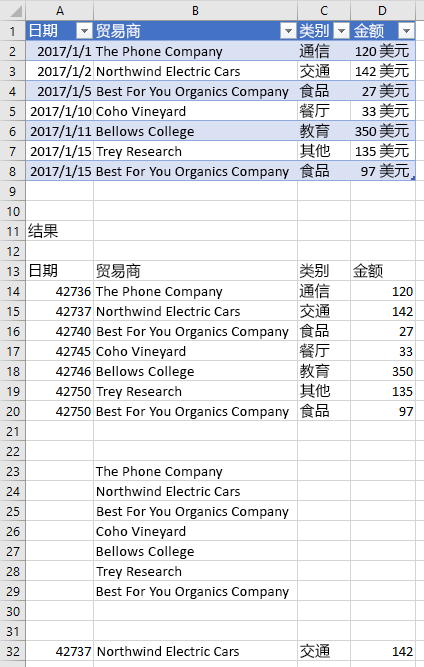 A B C D
1 日期 贸易商 类别 金额
2 2017/1/1 The Phone Company 通信 120 美元
3 2017/1/2 Northwind Electric Cars 交通 142 美元
4 2017/1/5 Best For You Organics Company 食品 27 美元
5 2017/1/10 Coho Vineyard 餐厅 33 美元
6 2017/1/11 Bellows College 教育 350 美元
7 2017/1/15 Trey Research 其他 135 美元
8 2017/1/15 Best For You Organics Company 食品 97 美元
9
10
11 结果
12
13 日期 贸易商 类别 金额
14 42736 The Phone Company 通信 120
15 42737 Northwind Electric Cars 交通 142
16 42740 Best For You Organics Company 食品 27
17 42745 Coho Vineyard 餐厅 33
18 42746 Bellows College 教育 350
19 42750 Trey Research 其他 135
20 42750 Best For You Organics Company 食品 97
21
22
23 The Phone Company
24 Northwind Electric Cars
25 Best For You Organics Company
26 Coho Vineyard
27 Bellows College
28 Trey Research
29 Best For You Organics Company
30
31
32 42737 Northwind Electric Cars 交通 142